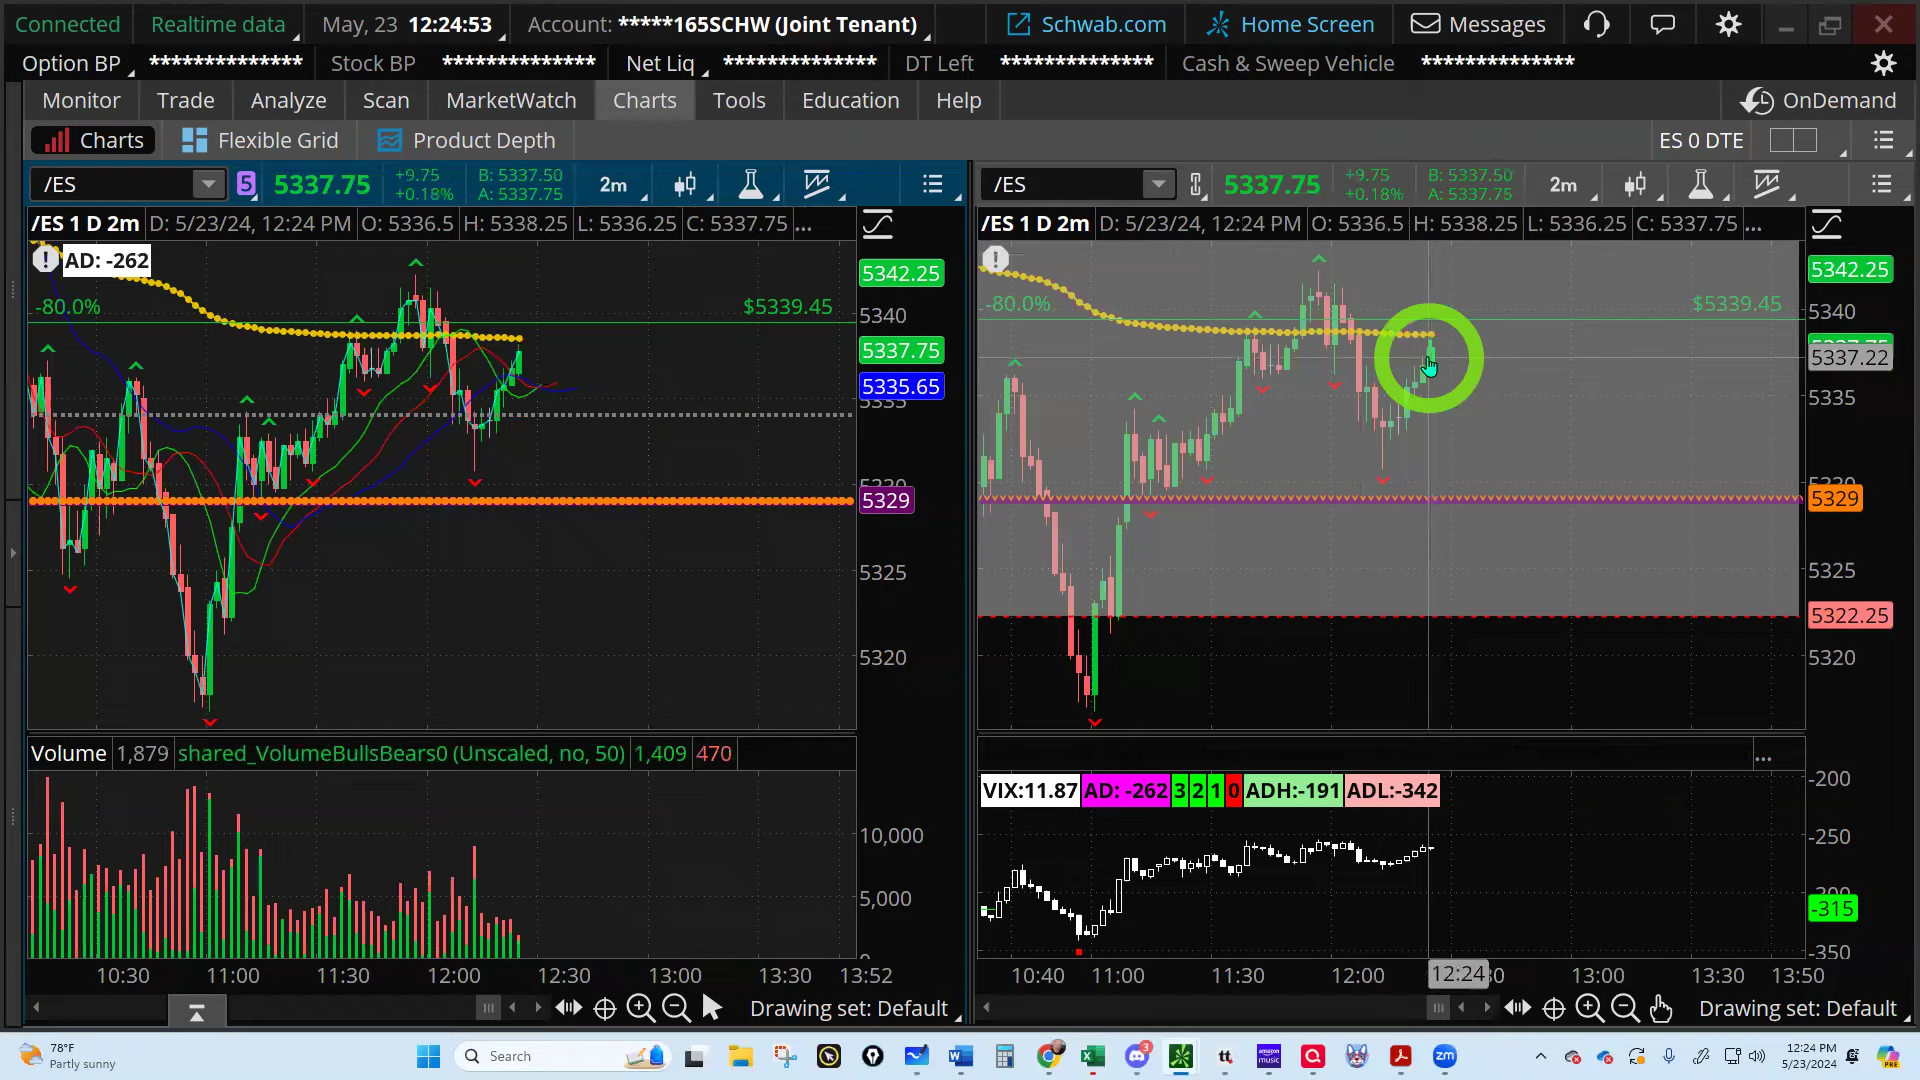 Connected Realtime data May, 23 12:24:53 Account: *****165SCHW (Joint Tenant) Schwab.com Home Screen Messages
Option BP ************** Stock BP ************** Net Liq ************** DT Left ************** Cash & Sweep Vehicle **************
Monitor Trade Analyze Scan MarketWatch Charts Tools Education Help OnDemand
Charts Flexible Grid Product Depth ES 0 DTE
/ES 5 5337.75 +9.75 B: 5337.50 2m
+0.18% A: 5337.75
/ES 1 D 2m D: 5/23/24, 12:24 PM O: 5336.5 H: 5338.25 L: 5336.25 C: 5337.75 ...
! AD: -262
5342.25
-80.0% $5339.45
5340
5337.75
5335.65
5335
5329
5325
5320
Volume 1,879 shared_VolumeBullsBears0 (Unscaled, no, 50) 1,409 470
10,000
5,000
10:30 11:00 11:30 12:00 12:30 13:00 13:30 13:52
Drawing set: Default
/ES 5337.75 +9.75 B: 5337.50 2m
+0.18% A: 5337.75
/ES 1 D 2m D: 5/23/24, 12:24 PM O: 5336.5 H: 5338.25 L: 5336.25 C: 5337.75 ...
!
5342.25
-80.0% $5339.45
5340
5337.22
5335
5329
5325
5322.25
5320
...
VIX:11.87 AD: -262 3 2 1 0 ADH:-191 ADL:-342
-200
-250
-315
-350
10:40 11:00 11:30 12:00 12:24 13:00 13:30 13:50
Drawing set: Default
78°F
Partly sunny
Search
3
tt
amazon music
zm
12:24 PM
5/23/2024
PRE